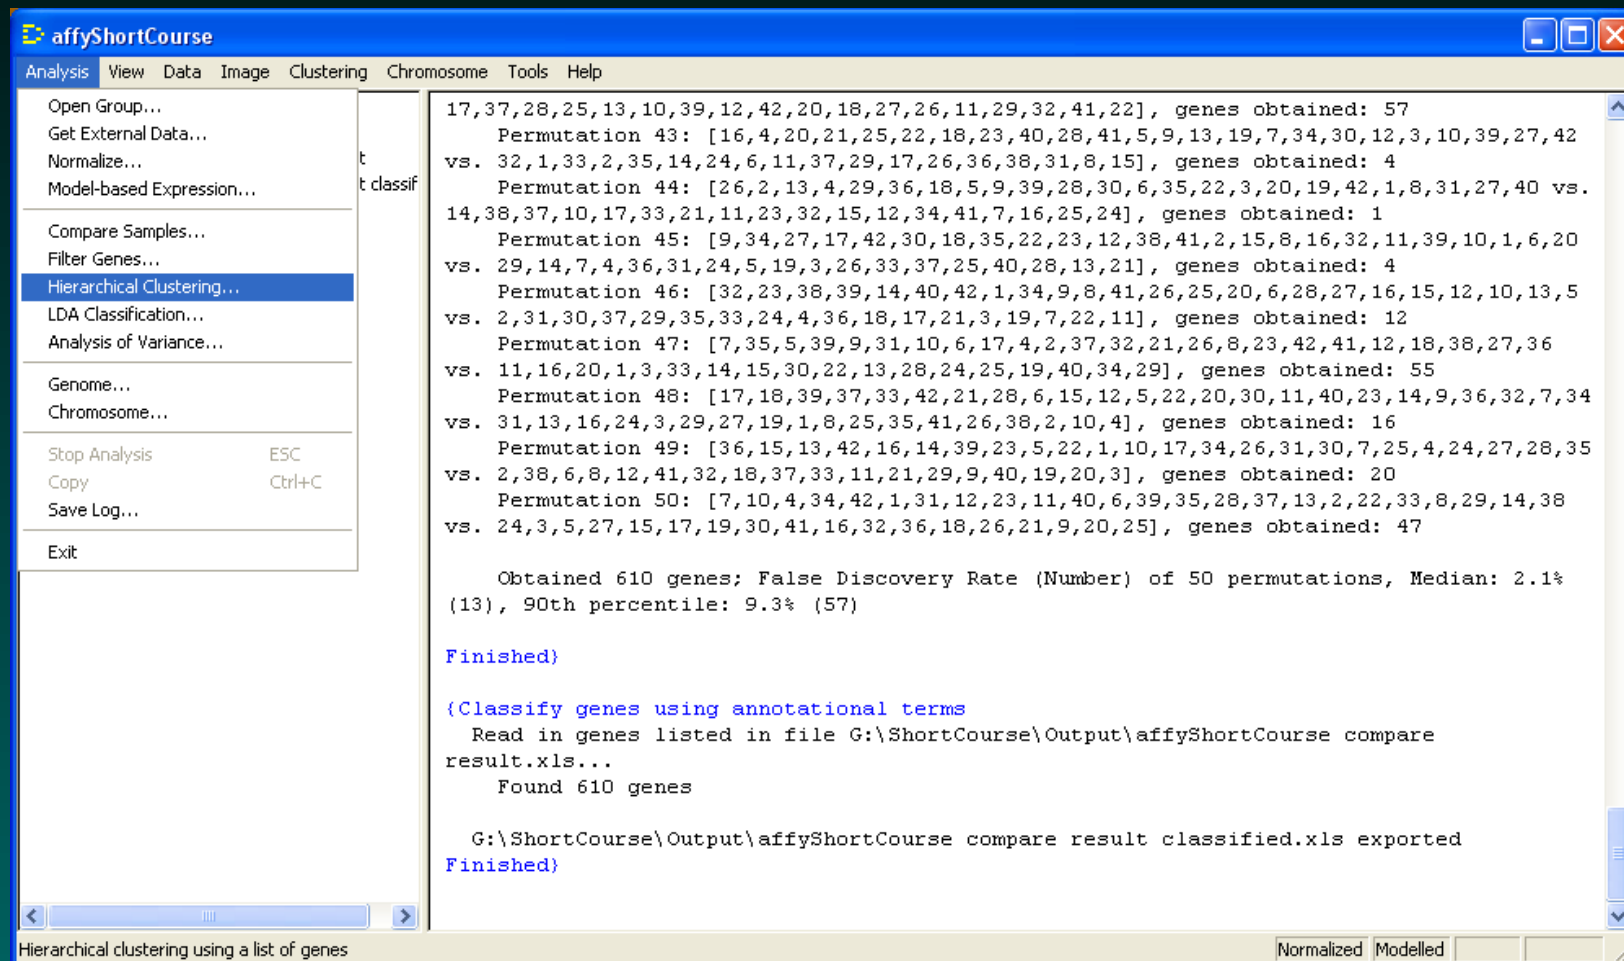 affyShortCourse
Analysis View Data Image Clustering Chromosome Tools Help
Open Group...
Get External Data...
Normalize...
Model-based Expression...
Compare Samples...
Filter Genes...
Hierarchical Clustering...
LDA Classification...
Analysis of Variance...
Genome...
Chromosome...
Stop Analysis ESC
Copy Ctrl+C
Save Log...
Exit
t
t classif
17,37,28,25,13,10,39,12,42,20,18,27,26,11,29,32,41,22], genes obtained: 57
Permutation 43: [16,4,20,21,25,22,18,23,40,28,41,5,9,13,19,7,34,30,12,3,10,39,27,42
vs. 32,1,33,2,35,14,24,6,11,37,29,17,26,36,38,31,8,15], genes obtained: 4
Permutation 44: [26,2,13,4,29,36,18,5,9,39,28,30,6,35,22,3,20,19,42,1,8,31,27,40 vs.
14,38,37,10,17,33,21,11,23,32,15,12,34,41,7,16,25,24], genes obtained: 1
Permutation 45: [9,34,27,17,42,30,18,35,22,23,12,38,41,2,15,8,16,32,11,39,10,1,6,20
vs. 29,14,7,4,36,31,24,5,19,3,26,33,37,25,40,28,13,21], genes obtained: 4
Permutation 46: [32,23,38,39,14,40,42,1,34,9,8,41,26,25,20,6,28,27,16,15,12,10,13,5
vs. 2,31,30,37,29,35,33,24,4,36,18,17,21,3,19,7,22,11], genes obtained: 12
Permutation 47: [7,35,5,39,9,31,10,6,17,4,2,37,32,21,26,8,23,42,41,12,18,38,27,36
vs. 11,16,20,1,3,33,14,15,30,22,13,28,24,25,19,40,34,29], genes obtained: 55
Permutation 48: [17,18,39,37,33,42,21,28,6,15,12,5,22,20,30,11,40,23,14,9,36,32,7,34
vs. 31,13,16,24,3,29,27,19,1,8,25,35,41,26,38,2,10,4], genes obtained: 16
Permutation 49: [36,15,13,42,16,14,39,23,5,22,1,10,17,34,26,31,30,7,25,4,24,27,28,35
vs. 2,38,6,8,12,41,32,18,37,33,11,21,29,9,40,19,20,3], genes obtained: 20
Permutation 50: [7,10,4,34,42,1,31,12,23,11,40,6,39,35,28,37,13,2,22,33,8,29,14,38
vs. 24,3,5,27,15,17,19,30,41,16,32,36,18,26,21,9,20,25], genes obtained: 47
Obtained 610 genes; False Discovery Rate (Number) of 50 permutations, Median: 2.1%
(13), 90th percentile: 9.3% (57)
Finished}
{Classify genes using annotational terms
Read in genes listed in file G:\ShortCourse\Output\affyShortCourse compare
result.xls...
Found 610 genes
G:\ShortCourse\Output\affyShortCourse compare result classified.xls exported
Finished}
Hierarchical clustering using a list of genes
Normalized Modelled